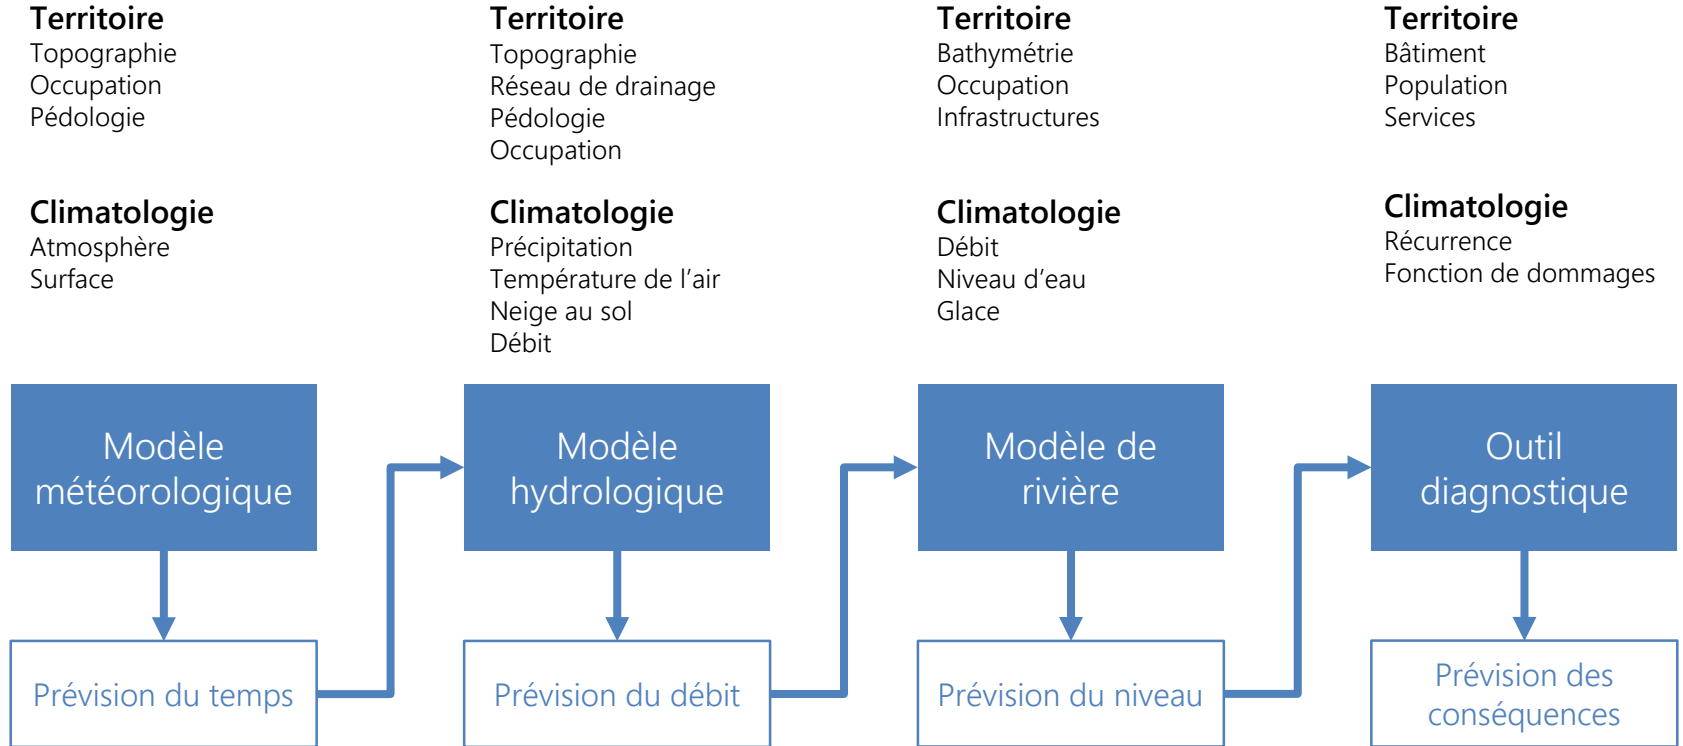 Territoire
Topographie
Occupation
Pédologie
Climatologie
Atmosphère
Surface
Territoire
Topographie
Réseau de drainage
Pédologie
Occupation
Climatologie
Précipitation
Température de l’air
Neige au sol
Débit
Territoire
Bathymétrie
Occupation
Infrastructures
Climatologie
Débit
Niveau d’eau
Glace
Territoire
Bâtiment
Population
Services
Climatologie
Récurrence
Fonction de dommages
Modèle
météorologique
Modèle
hydrologique
Modèle de
rivière
Outil
diagnostique
Prévision du temps
Prévision du débit
Prévision du niveau
Prévision des
conséquences